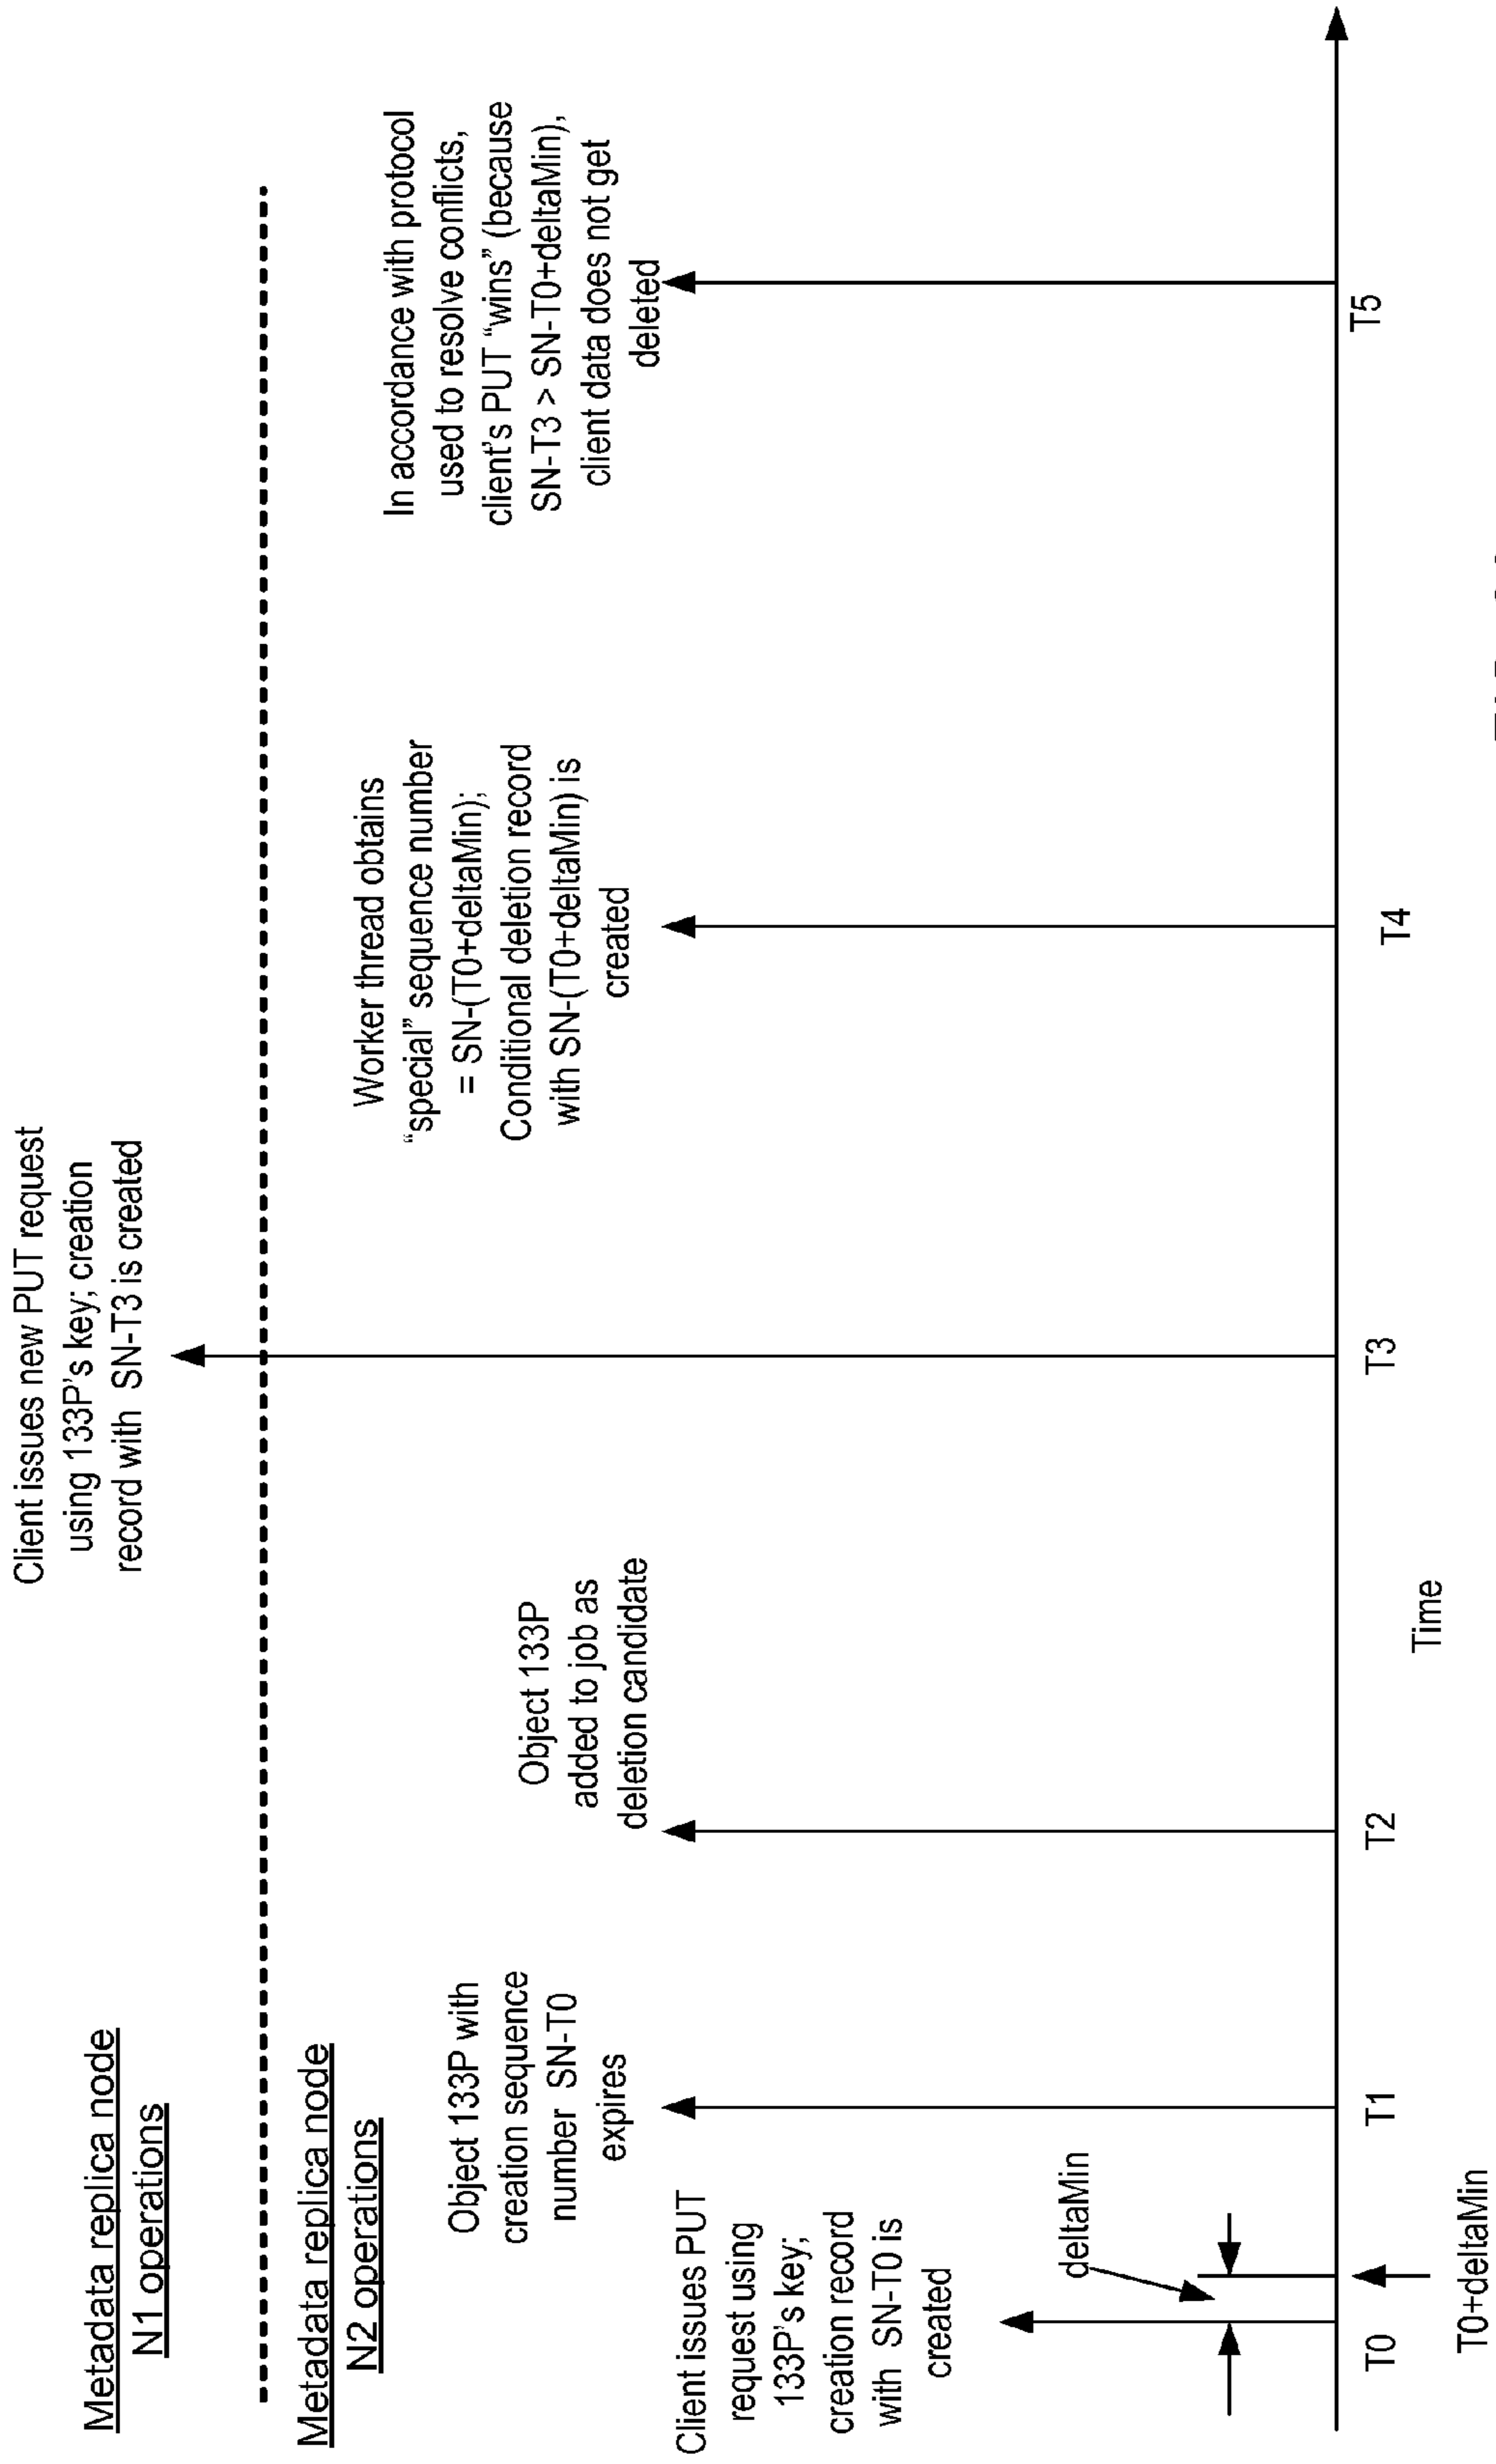 Metadata replica node
N1 operations
Client issues new PUT request
using 133P's key; creation
record with SN-T3 is created
Metadata replica node
N2 operations
Client issues PUT
request using
133P's key;
creation record
with SN-T0 is
created
deltaMin
Object 133P with
creation sequence
number SN-T0
expires
Object 133P
added to job as
deletion candidate
Worker thread obtains
“special” sequence number
= SN-(T0+deltaMin);
Conditional deletion record
with SN-(T0+deltaMin) is
created
In accordance with protocol
used to resolve conflicts,
client's PUT “wins” (because
SN-T3 > SN-T0+deltaMin),
client data does not get
deleted
T0
T1
T2
T3
T4
T5
T0+deltaMin
Time